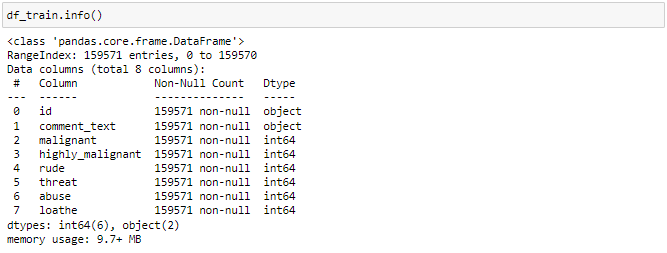 df_train.info()
<class 'pandas.core.frame.DataFrame'>
RangeIndex: 159571 entries, 0 to 159570
Data columns (total 8 columns):
 #   Column            Non-Null Count   Dtype
---  ------            --------------   -----
 0   id                159571 non-null  object
 1   comment_text      159571 non-null  object
 2   malignant         159571 non-null  int64
 3   highly_malignant  159571 non-null  int64
 4   rude              159571 non-null  int64
 5   threat            159571 non-null  int64
 6   abuse             159571 non-null  int64
 7   loathe            159571 non-null  int64
dtypes: int64(6), object(2)
memory usage: 9.7+ MB